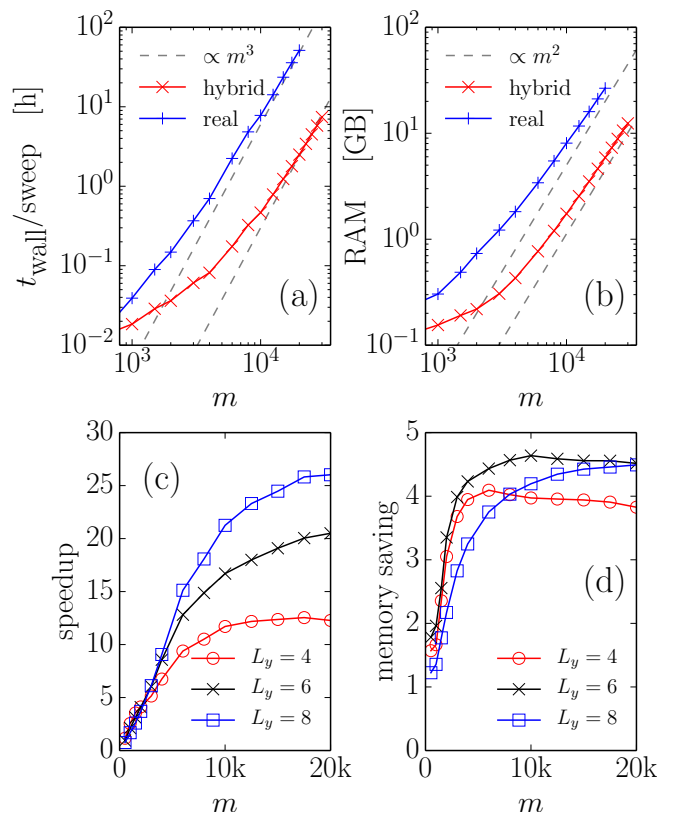 t_wall/sweep [h]
10^2
10^1
10^0
10^{-1}
10^{-2}
∝ m^3
hybrid
real
(a)
10^3
10^4
m
RAM [GB]
10^2
10^1
10^0
10^{-1}
∝ m^2
hybrid
real
(b)
10^3
10^4
m
speedup
30
25
20
15
10
5
0
(c)
L_y = 4
L_y = 6
L_y = 8
0
10k
20k
m
memory saving
5
4
3
2
1
0
(d)
L_y = 4
L_y = 6
L_y = 8
0
10k
20k
m